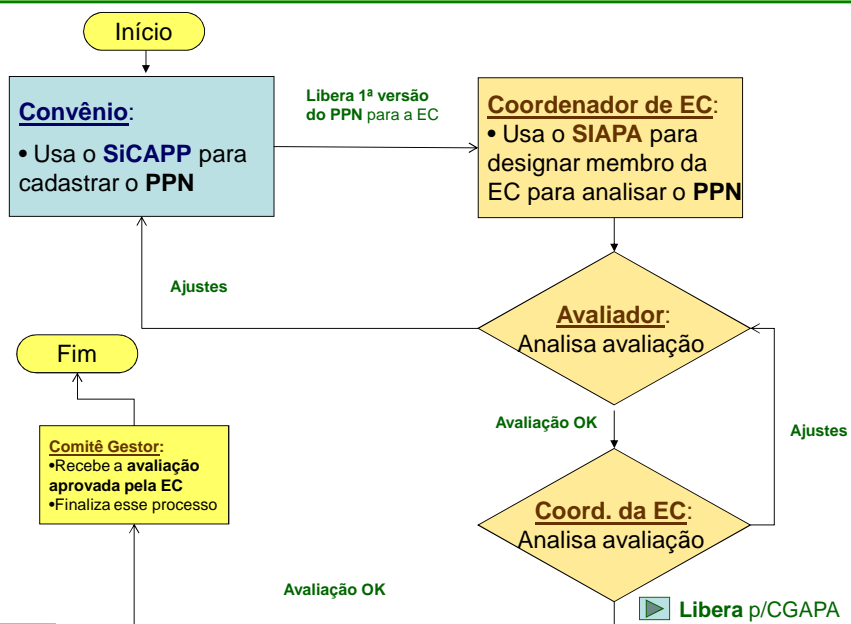 Início
Convênio:
• Usa o SiCAPP para
cadastrar o PPN
Libera 1ª versão
do PPN para a EC
Coordenador de EC:
• Usa o SIAPA para
designar membro da
EC para analisar o PPN
Ajustes
Avaliador:
Analisa avaliação
Fim
Avaliação OK
Ajustes
Comitê Gestor:
•Recebe a avaliação
aprovada pela EC
•Finaliza esse processo
Coord. da EC:
Analisa avaliação
Avaliação OK
Libera p/CGAPA